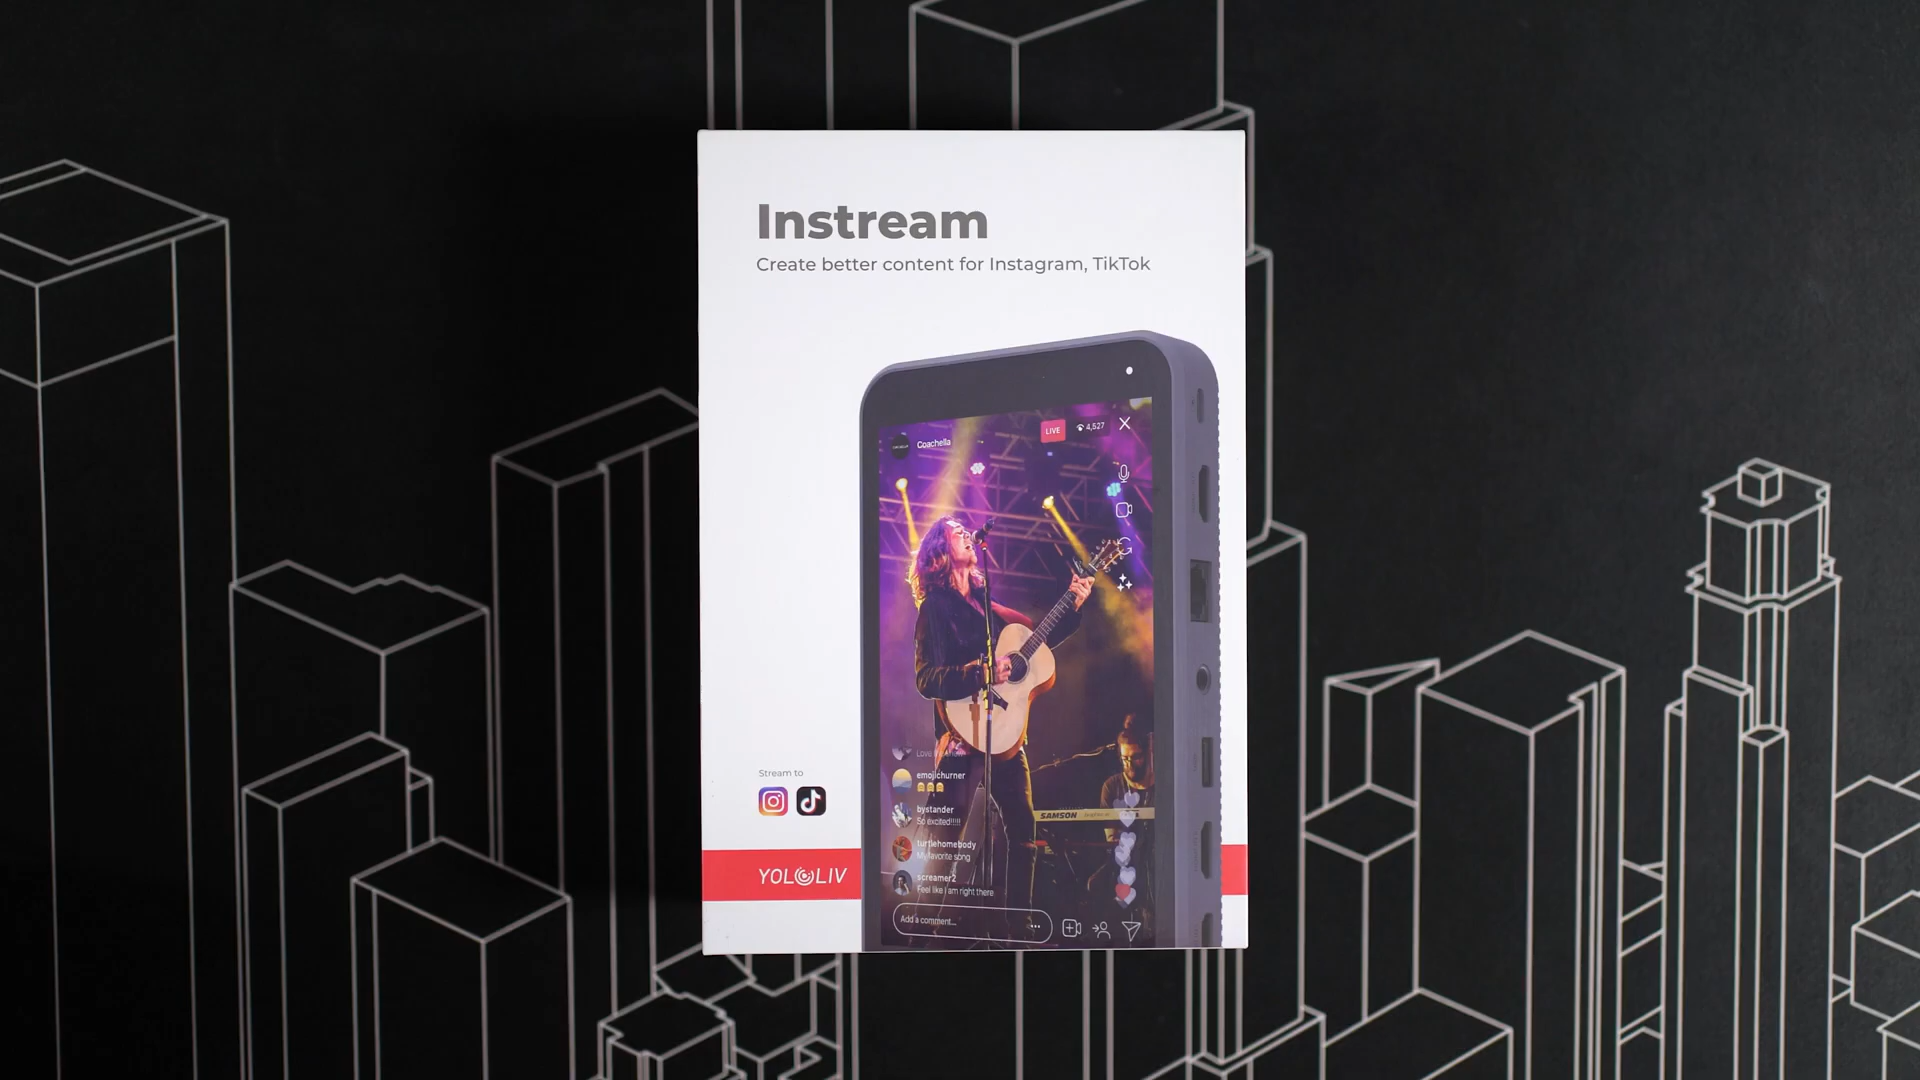 Instream
Create better content for Instagram, TikTok
Coachella
LIVE
4,527
Love
emojichurner
bystander
So excited!!!!!
turtlehomebody
My favorite song
screamer2
Feel like I am right there
Add a comment...
SAMSON
Stream to
YOLOLIV